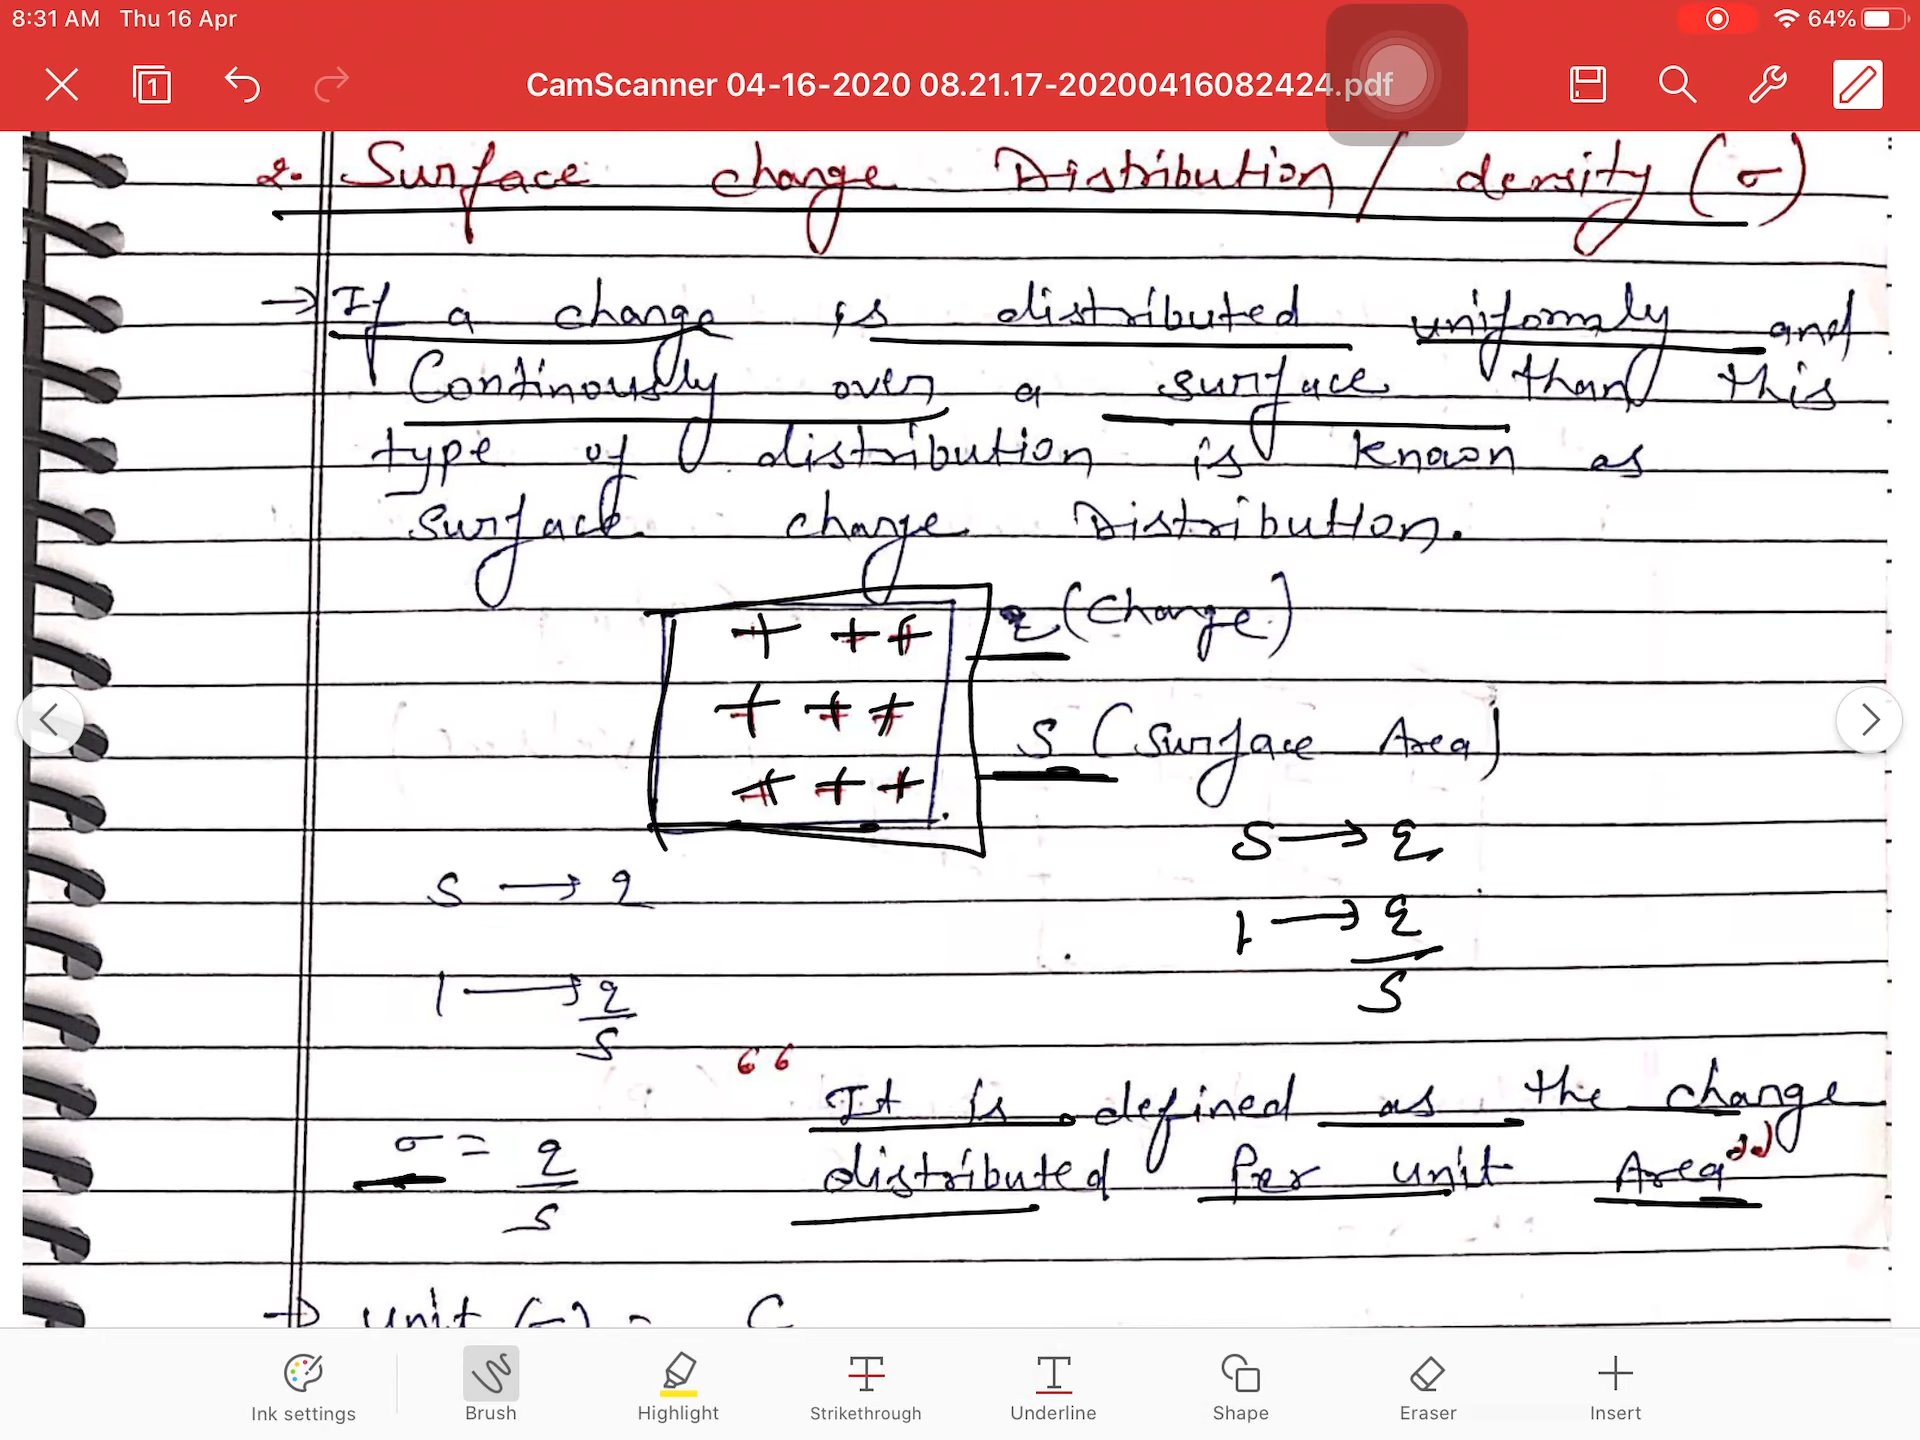 8:31 AM Thu 16 Apr
64%
1
CamScanner 04-16-2020 08.21.17-20200416082424.pdf
2. Surface charge Distribution / density (σ)
→ If a charge is distributed uniformly and
Continously over a surface than this
type of distribution is known as
surface charge Distribution.
+ + +
q (Charge)
+ + +
S (Surface Area)
+ + +
S → q
S → q
1 → q/S
1 → q/S
“ It is defined as the charge
σ = q/S
distributed Per unit Area ”
→ unit (σ) = C
Ink settings
Brush
Highlight
Strikethrough
Underline
Shape
Eraser
Insert